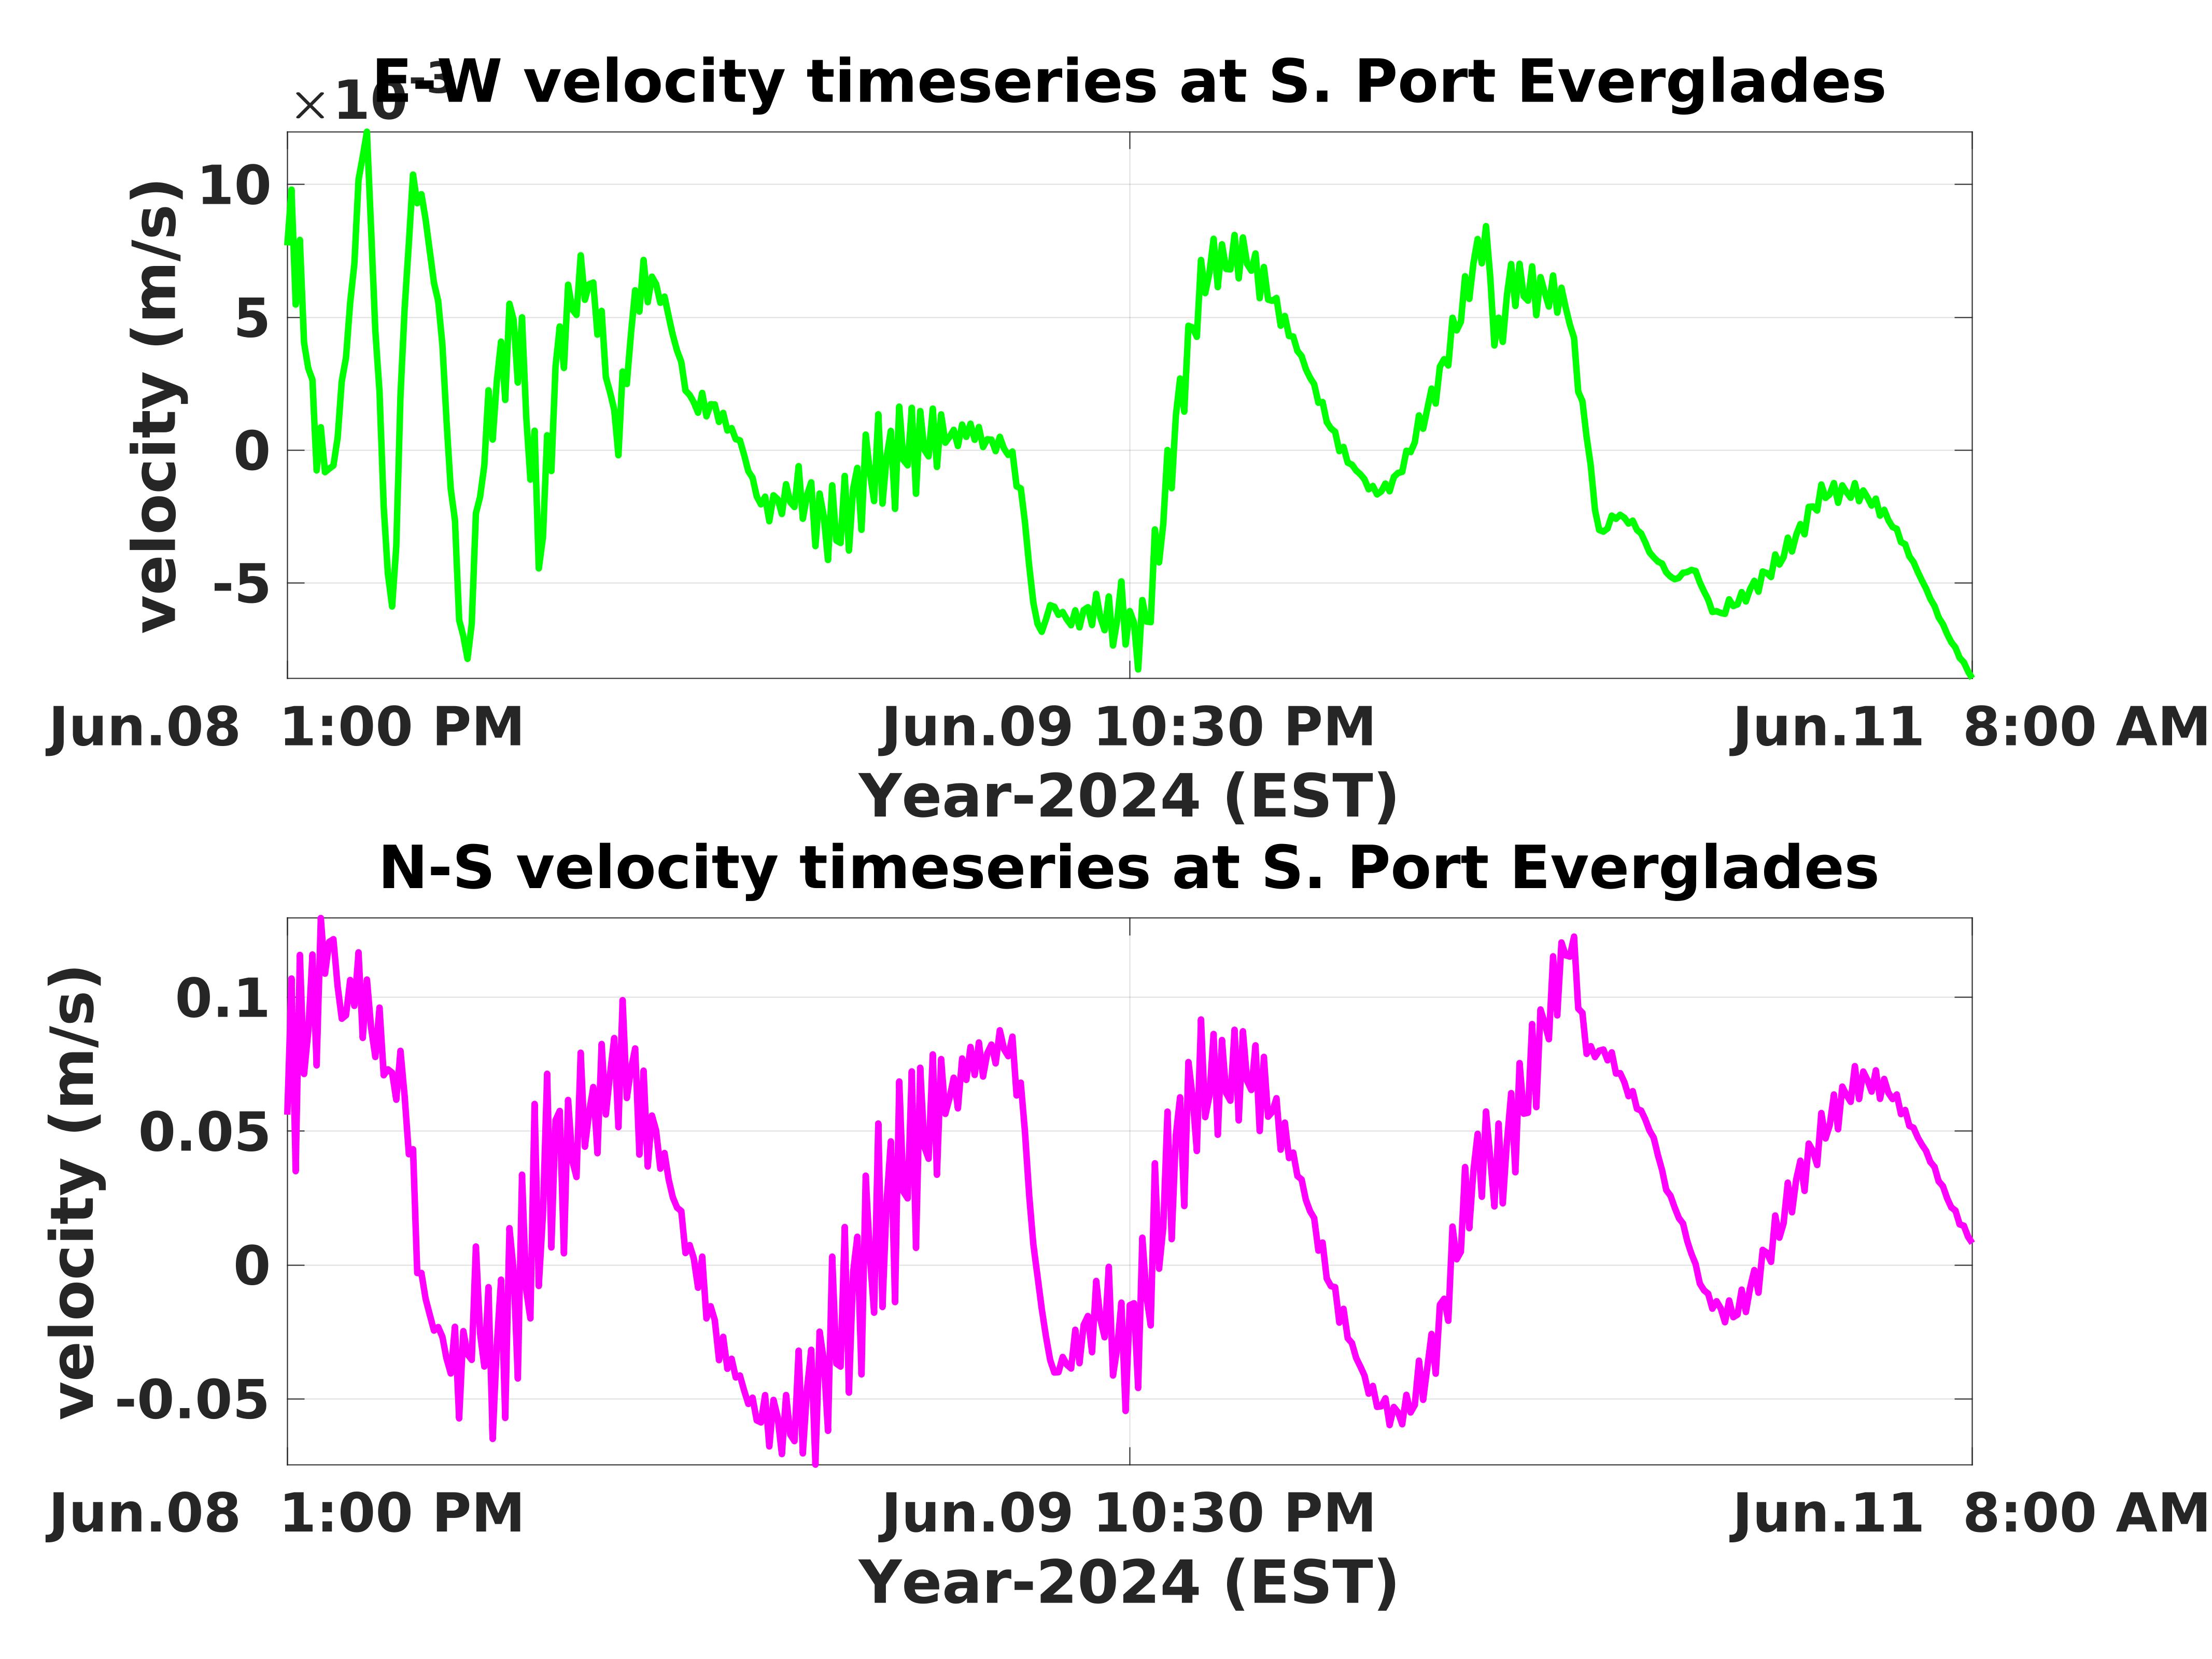 E-W velocity timeseries at S. Port Everglades
×10-3
velocity (m/s)
10
5
0
-5
Jun.08 1:00 PM
Jun.09 10:30 PM
Jun.11 8:00 AM
Year-2024 (EST)
N-S velocity timeseries at S. Port Everglades
velocity (m/s)
0.1
0.05
0
-0.05
Jun.08 1:00 PM
Jun.09 10:30 PM
Jun.11 8:00 AM
Year-2024 (EST)